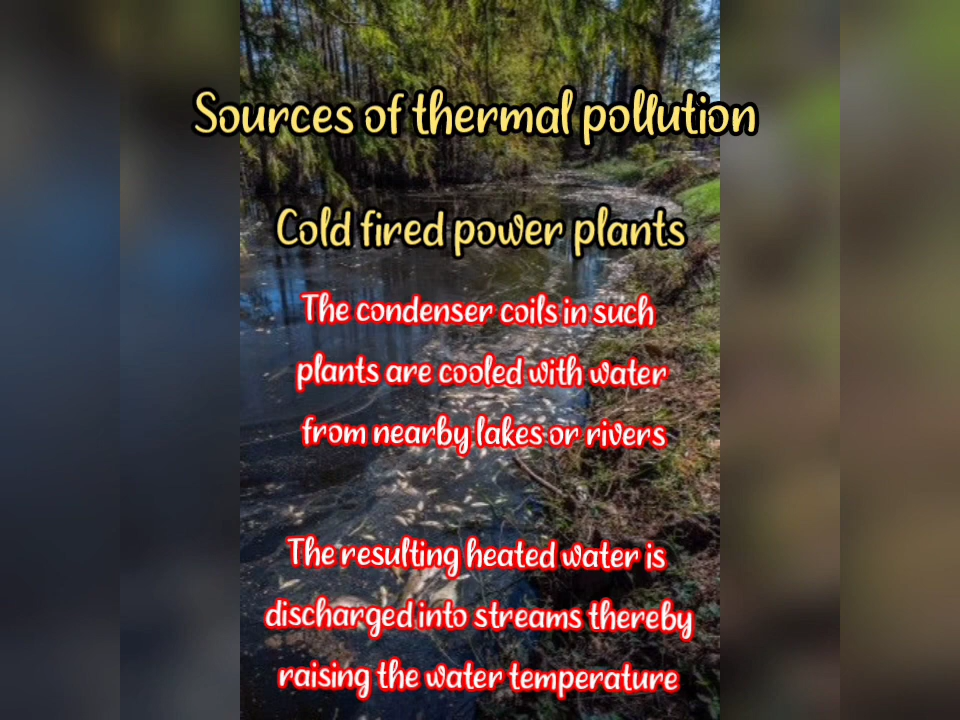 Sources of thermal pollution
Cold fired power plants
The condenser coils in such
plants are cooled with water
from nearby lakes or rivers
The resulting heated water is
discharged into streams thereby
raising the water temperature